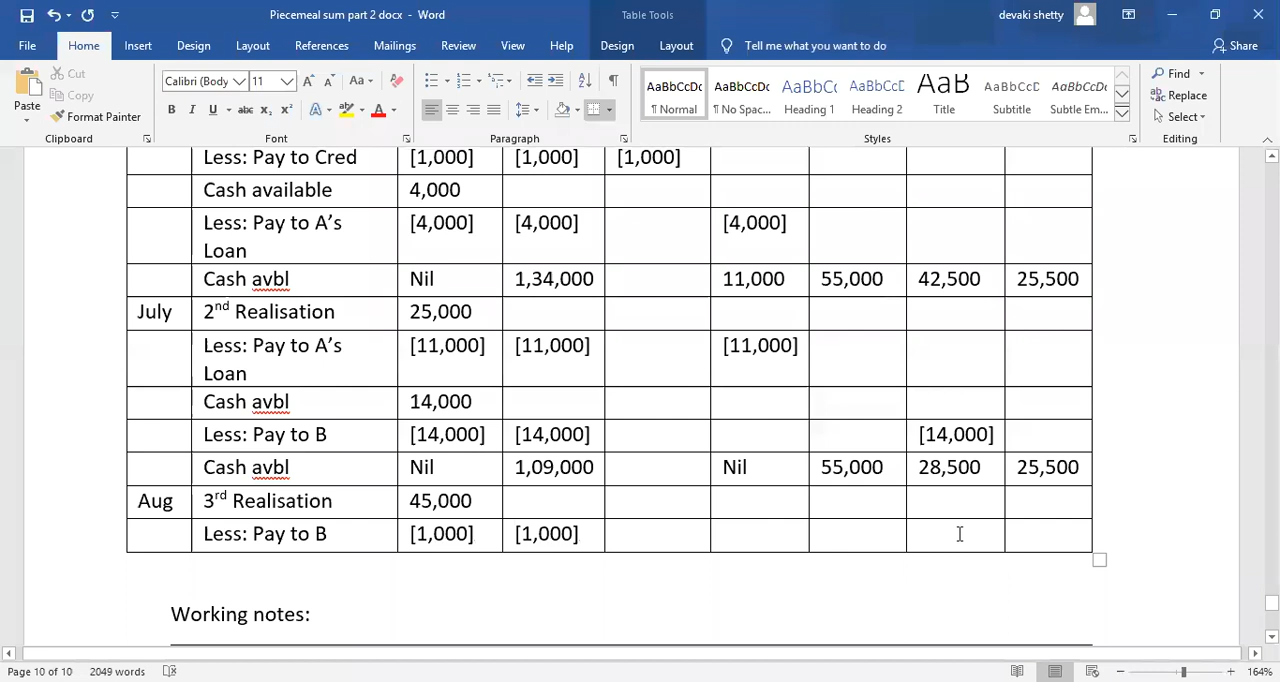 Piecemeal sum part 2 docx - Word
Table Tools
devaki shetty
File Home Insert Design Layout References Mailings Review View Help Design Layout Tell me what you want to do Share
Paste
Cut
Copy
Format Painter
Clipboard
Calibri (Body 11
Font
Paragraph
AaBbCcDc AaBbCcDc AaBbCc AaBbCcD AaB AaBbCcD AaBbCcDc
¶ Normal ¶ No Spac... Heading 1 Heading 2 Title Subtitle Subtle Em...
Styles
Find
Replace
Select
Editing
Less: Pay to Cred [1,000] [1,000] [1,000]
Cash available 4,000
Less: Pay to A’s [4,000] [4,000] [4,000]
Loan
Cash avbl Nil 1,34,000 11,000 55,000 42,500 25,500
July 2nd Realisation 25,000
Less: Pay to A’s [11,000] [11,000] [11,000]
Loan
Cash avbl 14,000
Less: Pay to B [14,000] [14,000] [14,000]
Cash avbl Nil 1,09,000 Nil 55,000 28,500 25,500
Aug 3rd Realisation 45,000
Less: Pay to B [1,000] [1,000]
Working notes:
Page 10 of 10 2049 words 164%